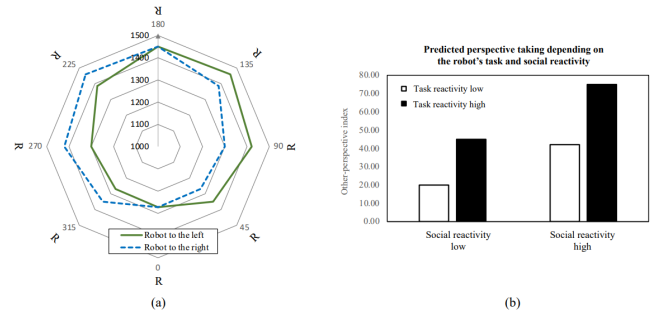 (a)
R
180
1500
1400
1300
1200
1100
1000
225
R
135
R
270
R
90
R
315
R
45
R
0
R
Robot to the left
Robot to the right
(b)
Predicted perspective taking depending on
the robot's task and social reactivity
80.00
70.00
60.00
50.00
40.00
30.00
20.00
10.00
0.00
Other-perspective index
Task reactivity low
Task reactivity high
Social reactivity
low
Social reactivity
high